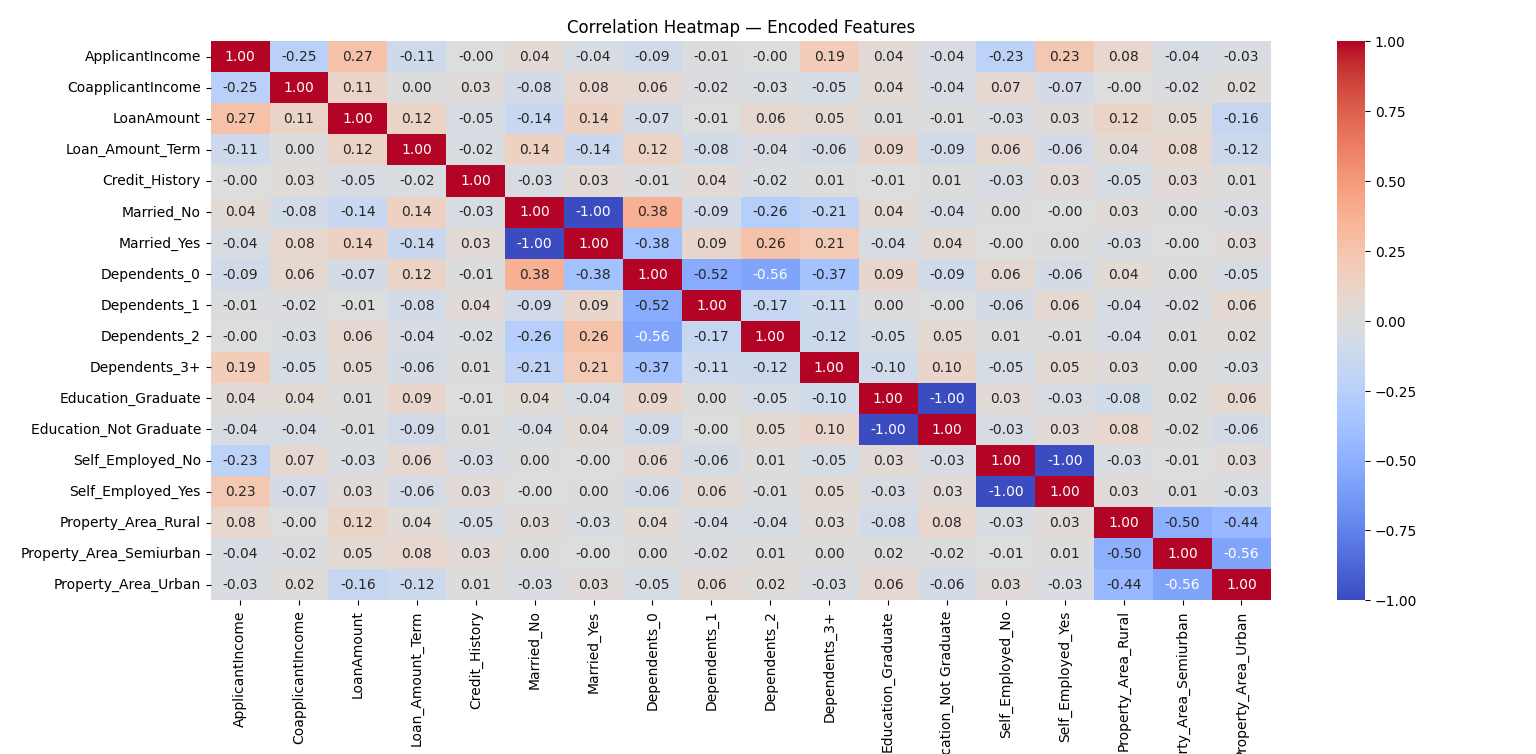 Correlation Heatmap — Encoded Features
ApplicantIncome 1.00 -0.25 0.27 -0.11 -0.00 0.04 -0.04 -0.09 -0.01 -0.00 0.19 0.04 -0.04 -0.23 0.23 0.08 -0.04 -0.03
CoapplicantIncome -0.25 1.00 0.11 0.00 0.03 -0.08 0.08 0.06 -0.02 -0.03 -0.05 0.04 -0.04 0.07 -0.07 -0.00 -0.02 0.02
LoanAmount 0.27 0.11 1.00 0.12 -0.05 -0.14 0.14 -0.07 -0.01 0.06 0.05 0.01 -0.01 -0.03 0.03 0.12 0.05 -0.16
Loan_Amount_Term -0.11 0.00 0.12 1.00 -0.02 0.14 -0.14 0.12 -0.08 -0.04 -0.06 0.09 -0.09 0.06 -0.06 0.04 0.08 -0.12
Credit_History -0.00 0.03 -0.05 -0.02 1.00 -0.03 0.03 -0.01 0.04 -0.02 0.01 -0.01 0.01 -0.03 0.03 -0.05 0.03 0.01
Married_No 0.04 -0.08 -0.14 0.14 -0.03 1.00 -1.00 0.38 -0.09 -0.26 -0.21 0.04 -0.04 0.00 -0.00 0.03 0.00 -0.03
Married_Yes -0.04 0.08 0.14 -0.14 0.03 -1.00 1.00 -0.38 0.09 0.26 0.21 -0.04 0.04 -0.00 0.00 -0.03 -0.00 0.03
Dependents_0 -0.09 0.06 -0.07 0.12 -0.01 0.38 -0.38 1.00 -0.52 -0.56 -0.37 0.09 -0.09 0.06 -0.06 0.04 0.00 -0.05
Dependents_1 -0.01 -0.02 -0.01 -0.08 0.04 -0.09 0.09 -0.52 1.00 -0.17 -0.11 0.00 -0.00 -0.06 0.06 -0.04 -0.02 0.06
Dependents_2 -0.00 -0.03 0.06 -0.04 -0.02 -0.26 0.26 -0.56 -0.17 1.00 -0.12 -0.05 0.05 0.01 -0.01 -0.04 0.01 0.02
Dependents_3+ 0.19 -0.05 0.05 -0.06 0.01 -0.21 0.21 -0.37 -0.11 -0.12 1.00 -0.10 0.10 -0.05 0.05 0.03 0.00 -0.03
Education_Graduate 0.04 0.04 0.01 0.09 -0.01 0.04 -0.04 0.09 0.00 -0.05 -0.10 1.00 -1.00 0.03 -0.03 -0.08 0.02 0.06
Education_Not Graduate -0.04 -0.04 -0.01 -0.09 0.01 -0.04 0.04 -0.09 -0.00 0.05 0.10 -1.00 1.00 -0.03 0.03 0.08 -0.02 -0.06
Self_Employed_No -0.23 0.07 -0.03 0.06 -0.03 0.00 -0.00 0.06 -0.06 0.01 -0.05 0.03 -0.03 1.00 -1.00 -0.03 -0.01 0.03
Self_Employed_Yes 0.23 -0.07 0.03 -0.06 0.03 -0.00 0.00 -0.06 0.06 -0.01 0.05 -0.03 0.03 -1.00 1.00 0.03 0.01 -0.03
Property_Area_Rural 0.08 -0.00 0.12 0.04 -0.05 0.03 -0.03 0.04 -0.04 -0.04 0.03 -0.08 0.08 -0.03 0.03 1.00 -0.50 -0.44
Property_Area_Semiurban -0.04 -0.02 0.05 0.08 0.03 0.00 -0.00 0.00 -0.02 0.01 0.00 0.02 -0.02 -0.01 0.01 -0.50 1.00 -0.56
Property_Area_Urban -0.03 0.02 -0.16 -0.12 0.01 -0.03 0.03 -0.05 0.06 0.02 -0.03 0.06 -0.06 0.03 -0.03 -0.44 -0.56 1.00
ApplicantIncome
CoapplicantIncome
LoanAmount
Loan_Amount_Term
Credit_History
Married_No
Married_Yes
Dependents_0
Dependents_1
Dependents_2
Dependents_3+
Education_Graduate
cation_Not Graduate
Self_Employed_No
Self_Employed_Yes
Property_Area_Rural
rty_Area_Semiurban
Property_Area_Urban
1.00
0.75
0.50
0.25
0.00
−0.25
−0.50
−0.75
−1.00